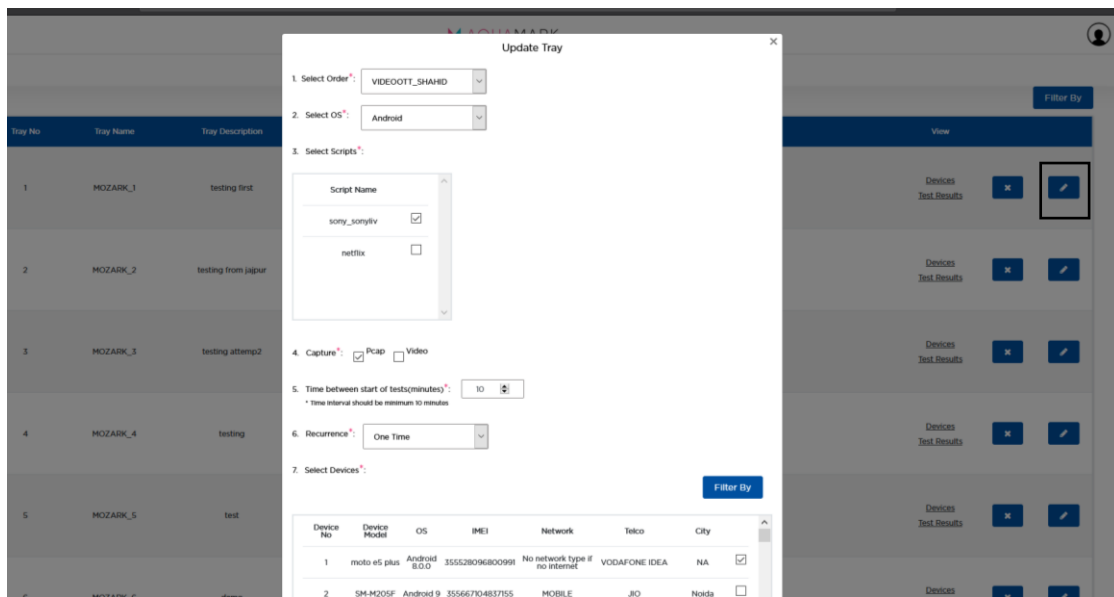 AQUAMARK
Update Tray
×
1. Select Order*: VIDEOOTT_SHAHID
Filter By
2. Select OS*: Android
Tray No Tray Name Tray Description View
3. Select Scripts*:
Script Name
1 MOZARK_1 testing first Devices
Test Results
sony_sonyliv
netflix
2 MOZARK_2 testing from jajpur Devices
Test Results
3 MOZARK_3 testing attemp2 Devices
Test Results
4. Capture*: Pcap Video
5. Time between start of tests(minutes)*: 10
* Time interval should be minimum 10 minutes
4 MOZARK_4 testing Devices
Test Results
6. Recurrence*: One Time
7. Select Devices*:
Filter By
5 MOZARK_5 test Devices
Test Results
Device No Device Model OS IMEI Network Telco City
1 moto e5 plus Android 8.0.0 355528096800991 No network type if no internet VODAFONE IDEA NA
2 SM-M205F Android 9 355667104837155 MOBILE JIO Noida
Devices